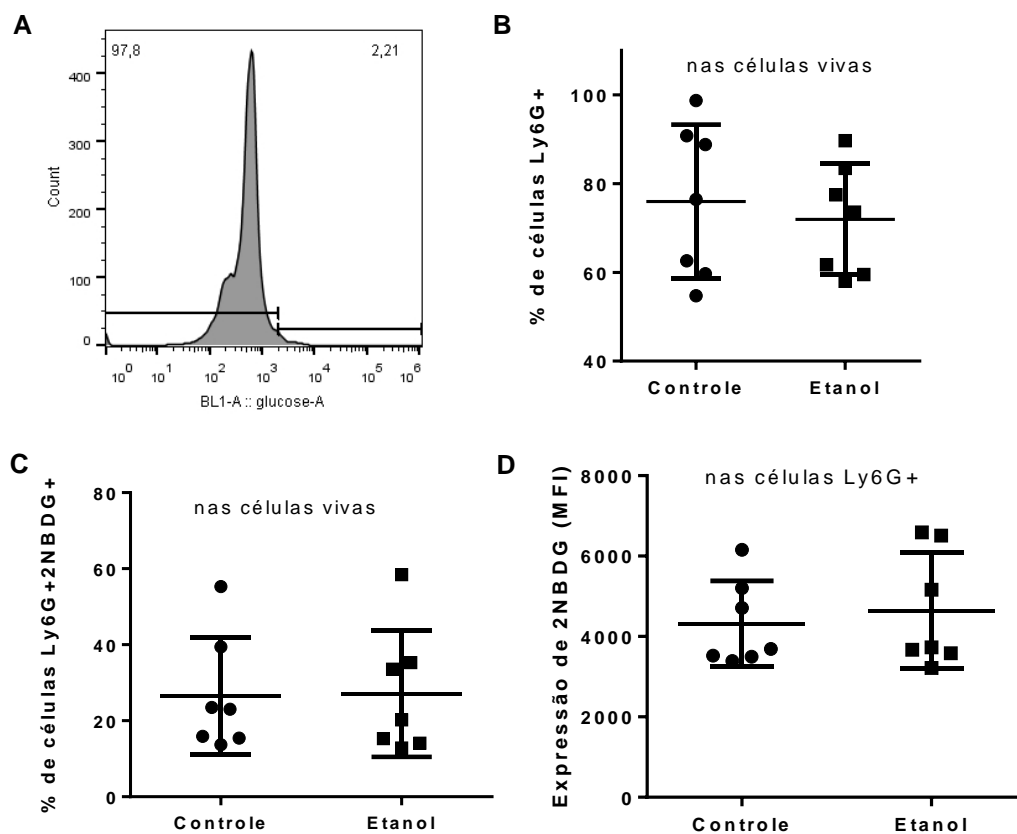 A
97,8 2,21
400
300
200
100
0
Count
10^0 10^1 10^2 10^3 10^4 10^5 10^6
BL1-A :: glucose-A
B
nas células vivas
% de células Ly6G+
100
80
60
40
Controle Etanol
C
nas células vivas
% de células Ly6G+2NBDG+
80
60
40
20
0
Controle Etanol
D
nas células Ly6G+
Expressão de 2NBDG (MFI)
8000
6000
4000
2000
0
Controle Etanol